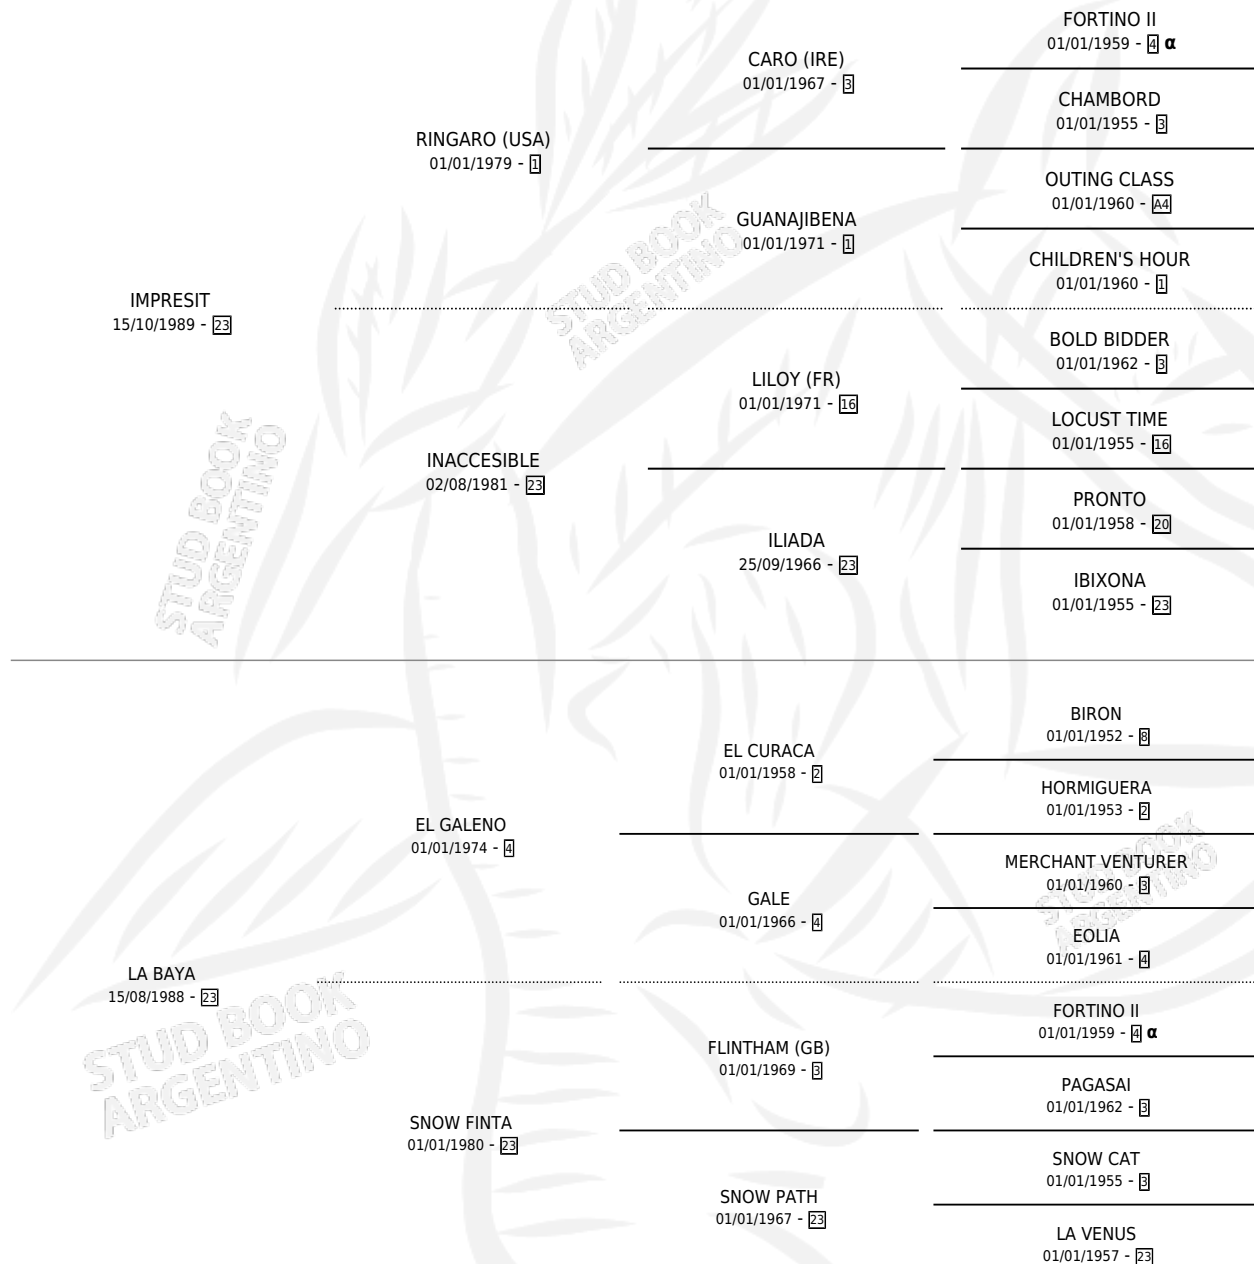 FORTINO II
01/01/1959 - 4 α
CARO (IRE)
01/01/1967 - 3
CHAMBORD
01/01/1955 - 3
RINGARO (USA)
01/01/1979 - 1
OUTING CLASS
01/01/1960 - A4
GUANAJIBENA
01/01/1971 - 1
CHILDREN'S HOUR
01/01/1960 - 1
IMPRESIT
15/10/1989 - 23
BOLD BIDDER
01/01/1962 - 3
LILOY (FR)
01/01/1971 - 16
LOCUST TIME
01/01/1955 - 16
INACCESIBLE
02/08/1981 - 23
PRONTO
01/01/1958 - 20
ILIADA
25/09/1966 - 23
IBIXONA
01/01/1955 - 23
BIRON
01/01/1952 - 8
EL CURACA
01/01/1958 - 2
HORMIGUERA
01/01/1953 - 2
EL GALENO
01/01/1974 - 4
MERCHANT VENTURER
01/01/1960 - 3
GALE
01/01/1966 - 4
EOLIA
01/01/1961 - 4
LA BAYA
15/08/1988 - 23
FORTINO II
01/01/1959 - 4 α
FLINTHAM (GB)
01/01/1969 - 3
PAGASAI
01/01/1962 - 3
SNOW FINTA
01/01/1980 - 23
SNOW CAT
01/01/1955 - 3
SNOW PATH
01/01/1967 - 23
LA VENUS
01/01/1957 - 23
STUD BOOK
ARGENTINO
STUD BOOK
ARGENTINO
STUD BOOK
ARGENTINO
STUD BOOK
ARGENTINO